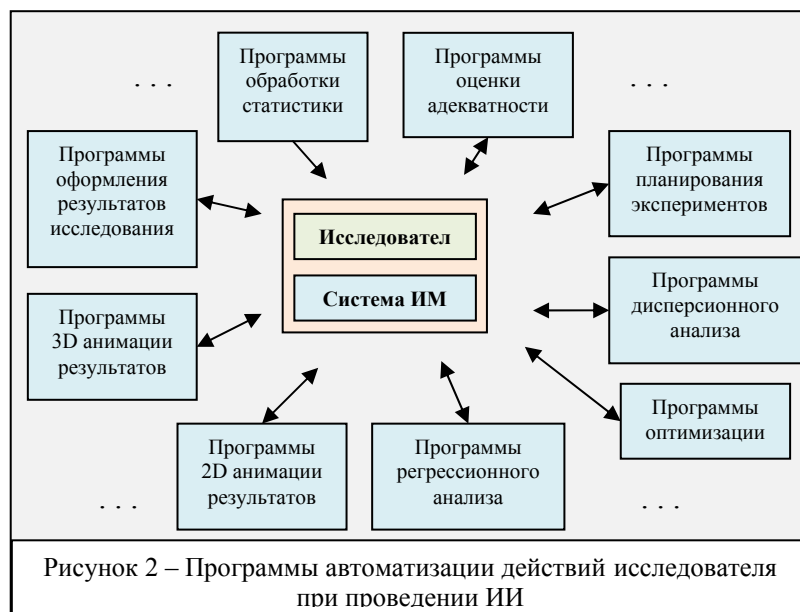 Программы
обработки
статистики
Программы
оценки
адекватности
. . .
. . .
Программы
оформления
результатов
исследования
Программы
планирования
экспериментов
Исследовател
Система ИМ
Программы
дисперсионного
анализа
Программы
3D анимации
результатов
Программы
оптимизации
Программы
2D анимации
результатов
Программы
регрессионного
анализа
. . .
. . .
Рисунок 2 – Программы автоматизации действий исследователя
при проведении ИИ